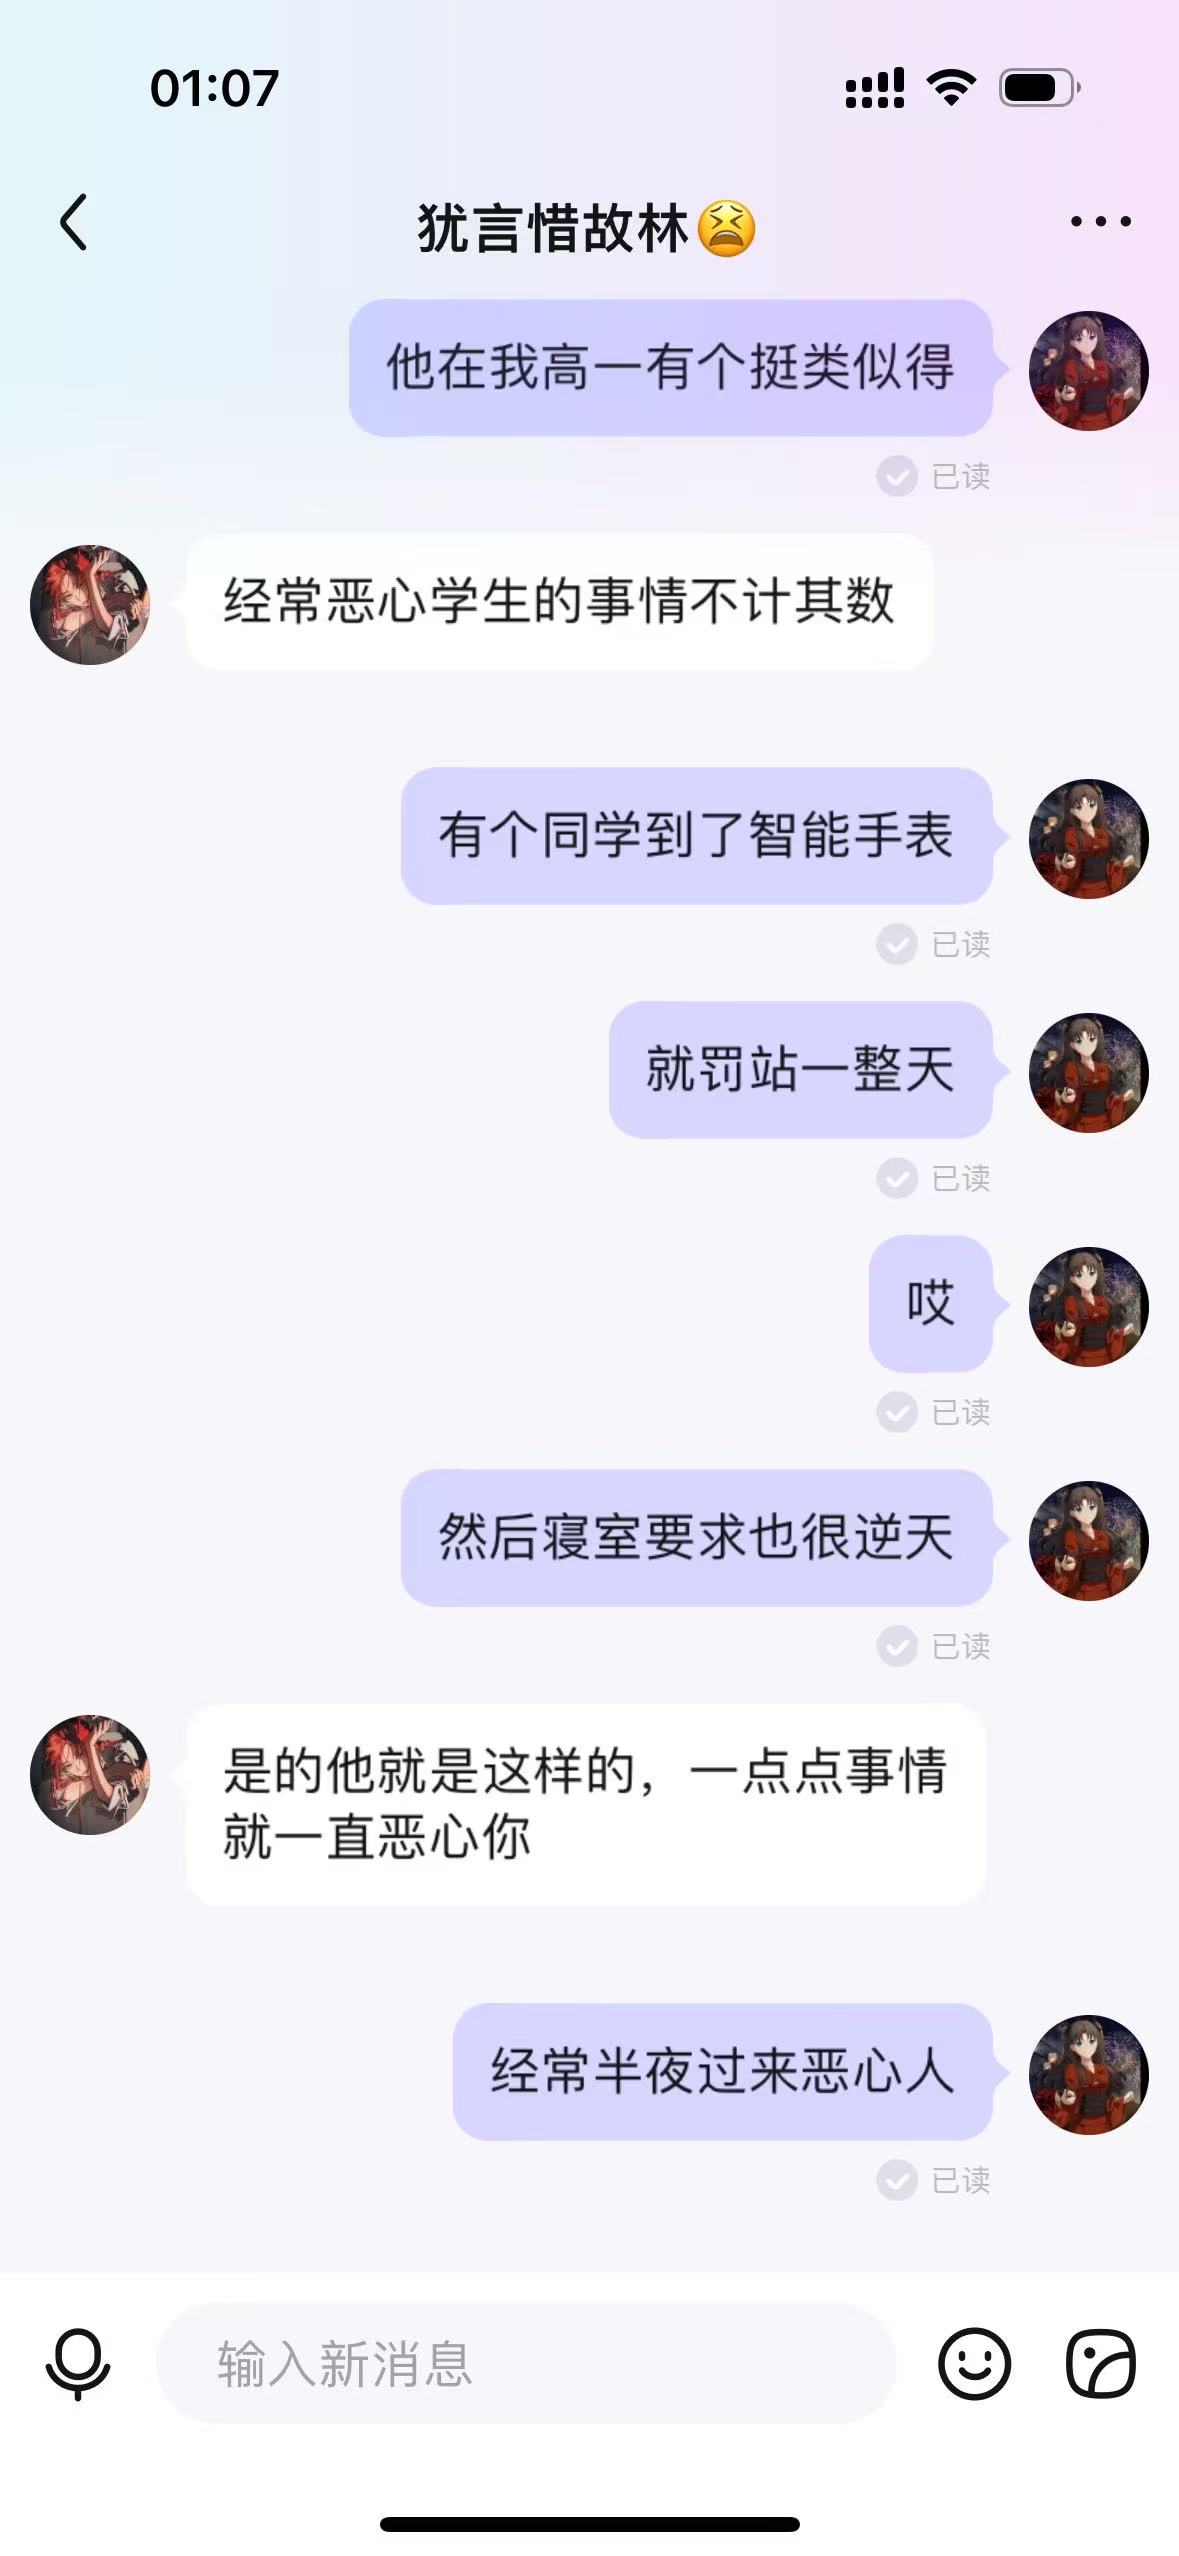 01:07
犹言惜故林😫
他在我高一有个挺类似得
已读
经常恶心学生的事情不计其数
有个同学到了智能手表
已读
就罚站一整天
已读
哎
已读
然后寝室要求也很逆天
已读
是的他就是这样的，一点点事情
就一直恶心你
经常半夜过来恶心人
已读
输入新消息